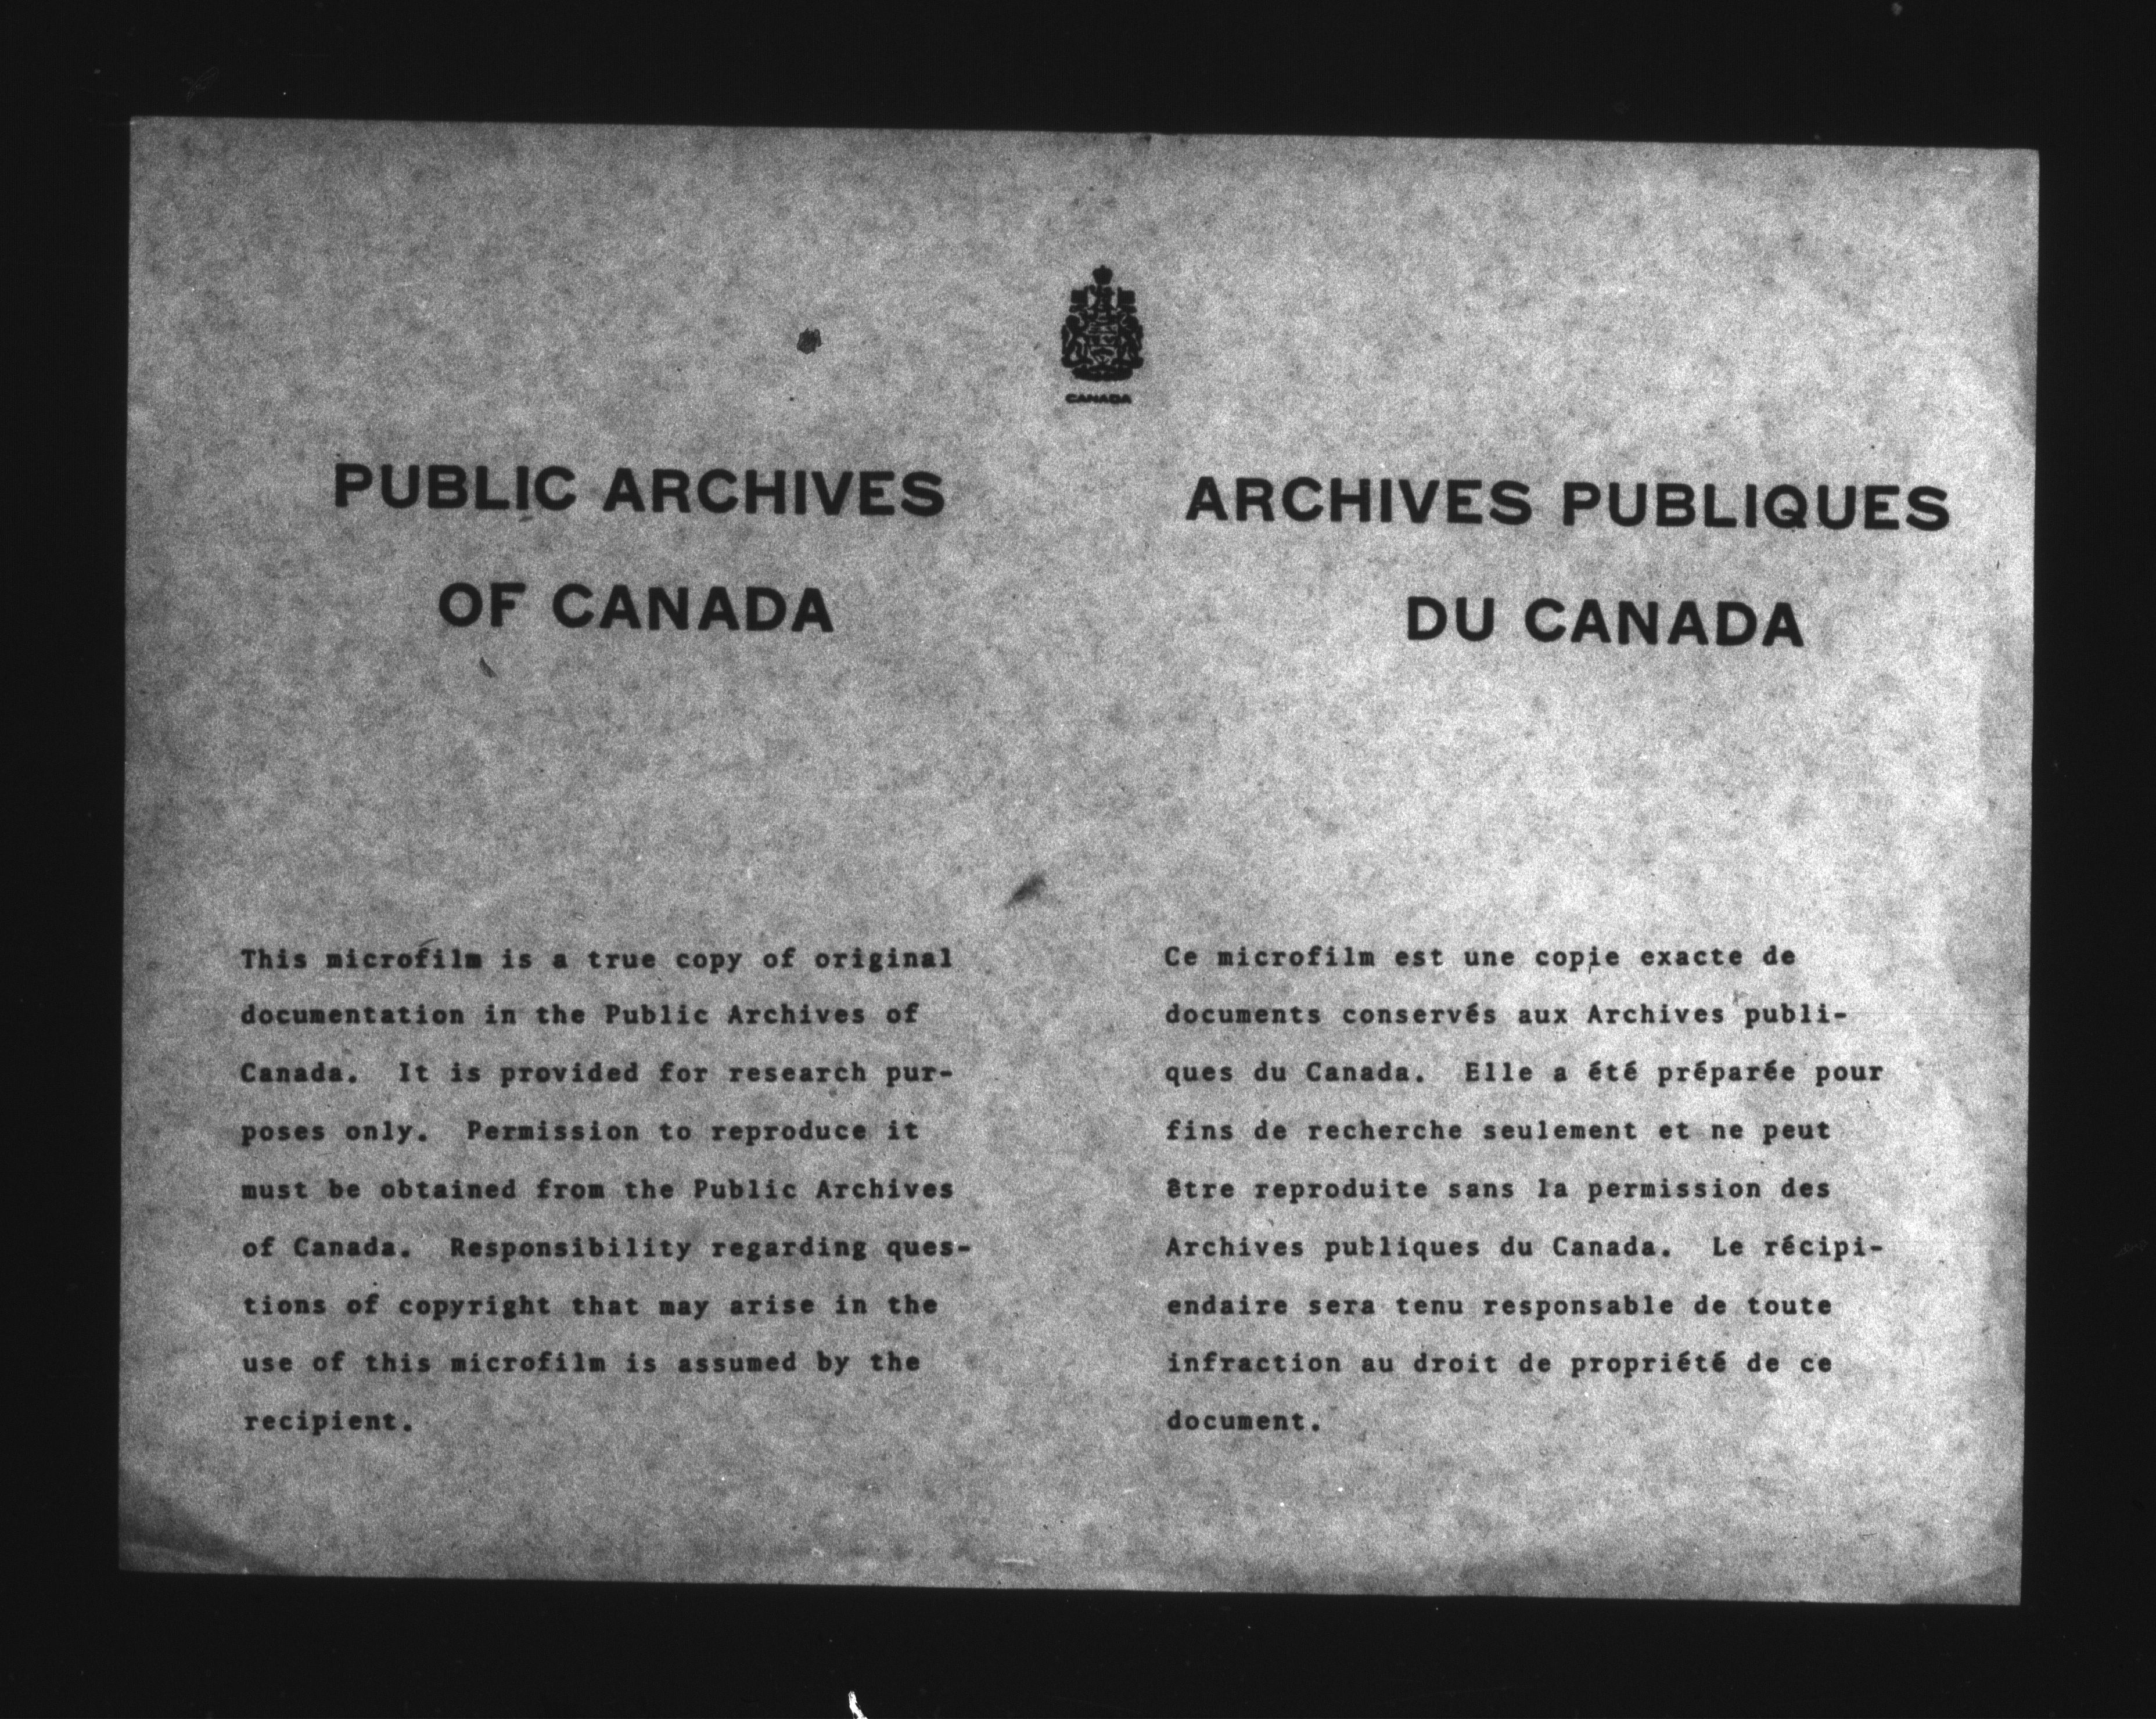 CANADA
PUBLIC ARCHIVES
OF CANADA
This microfilm is a true copy of original
documentation in the Public Archives of
Canada. It is provided for research pur-
poses only. Permission to reproduce it
must be obtained from the Public Archives
of Canada. Responsibility regarding ques-
tions of copyright that may arise in the
use of this microfilm is assumed by the
recipient.
ARCHIVES PUBLIQUES
DU CANADA
Ce microfilm est une copie exacte de
documents conservés aux Archives publi-
ques du Canada. Elle a été préparée pour
fins de recherche seulement et ne peut
être reproduite sans la permission des
Archives publiques du Canada. Le récipi-
endaire sera tenu responsable de toute
infraction au droit de propriété de ce
document.